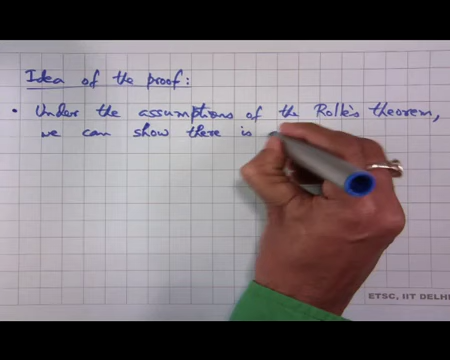 Idea of the proof:
• Under the assumptions of the Rolle's theorem,
we can show there is
ETSC, IIT DELHI